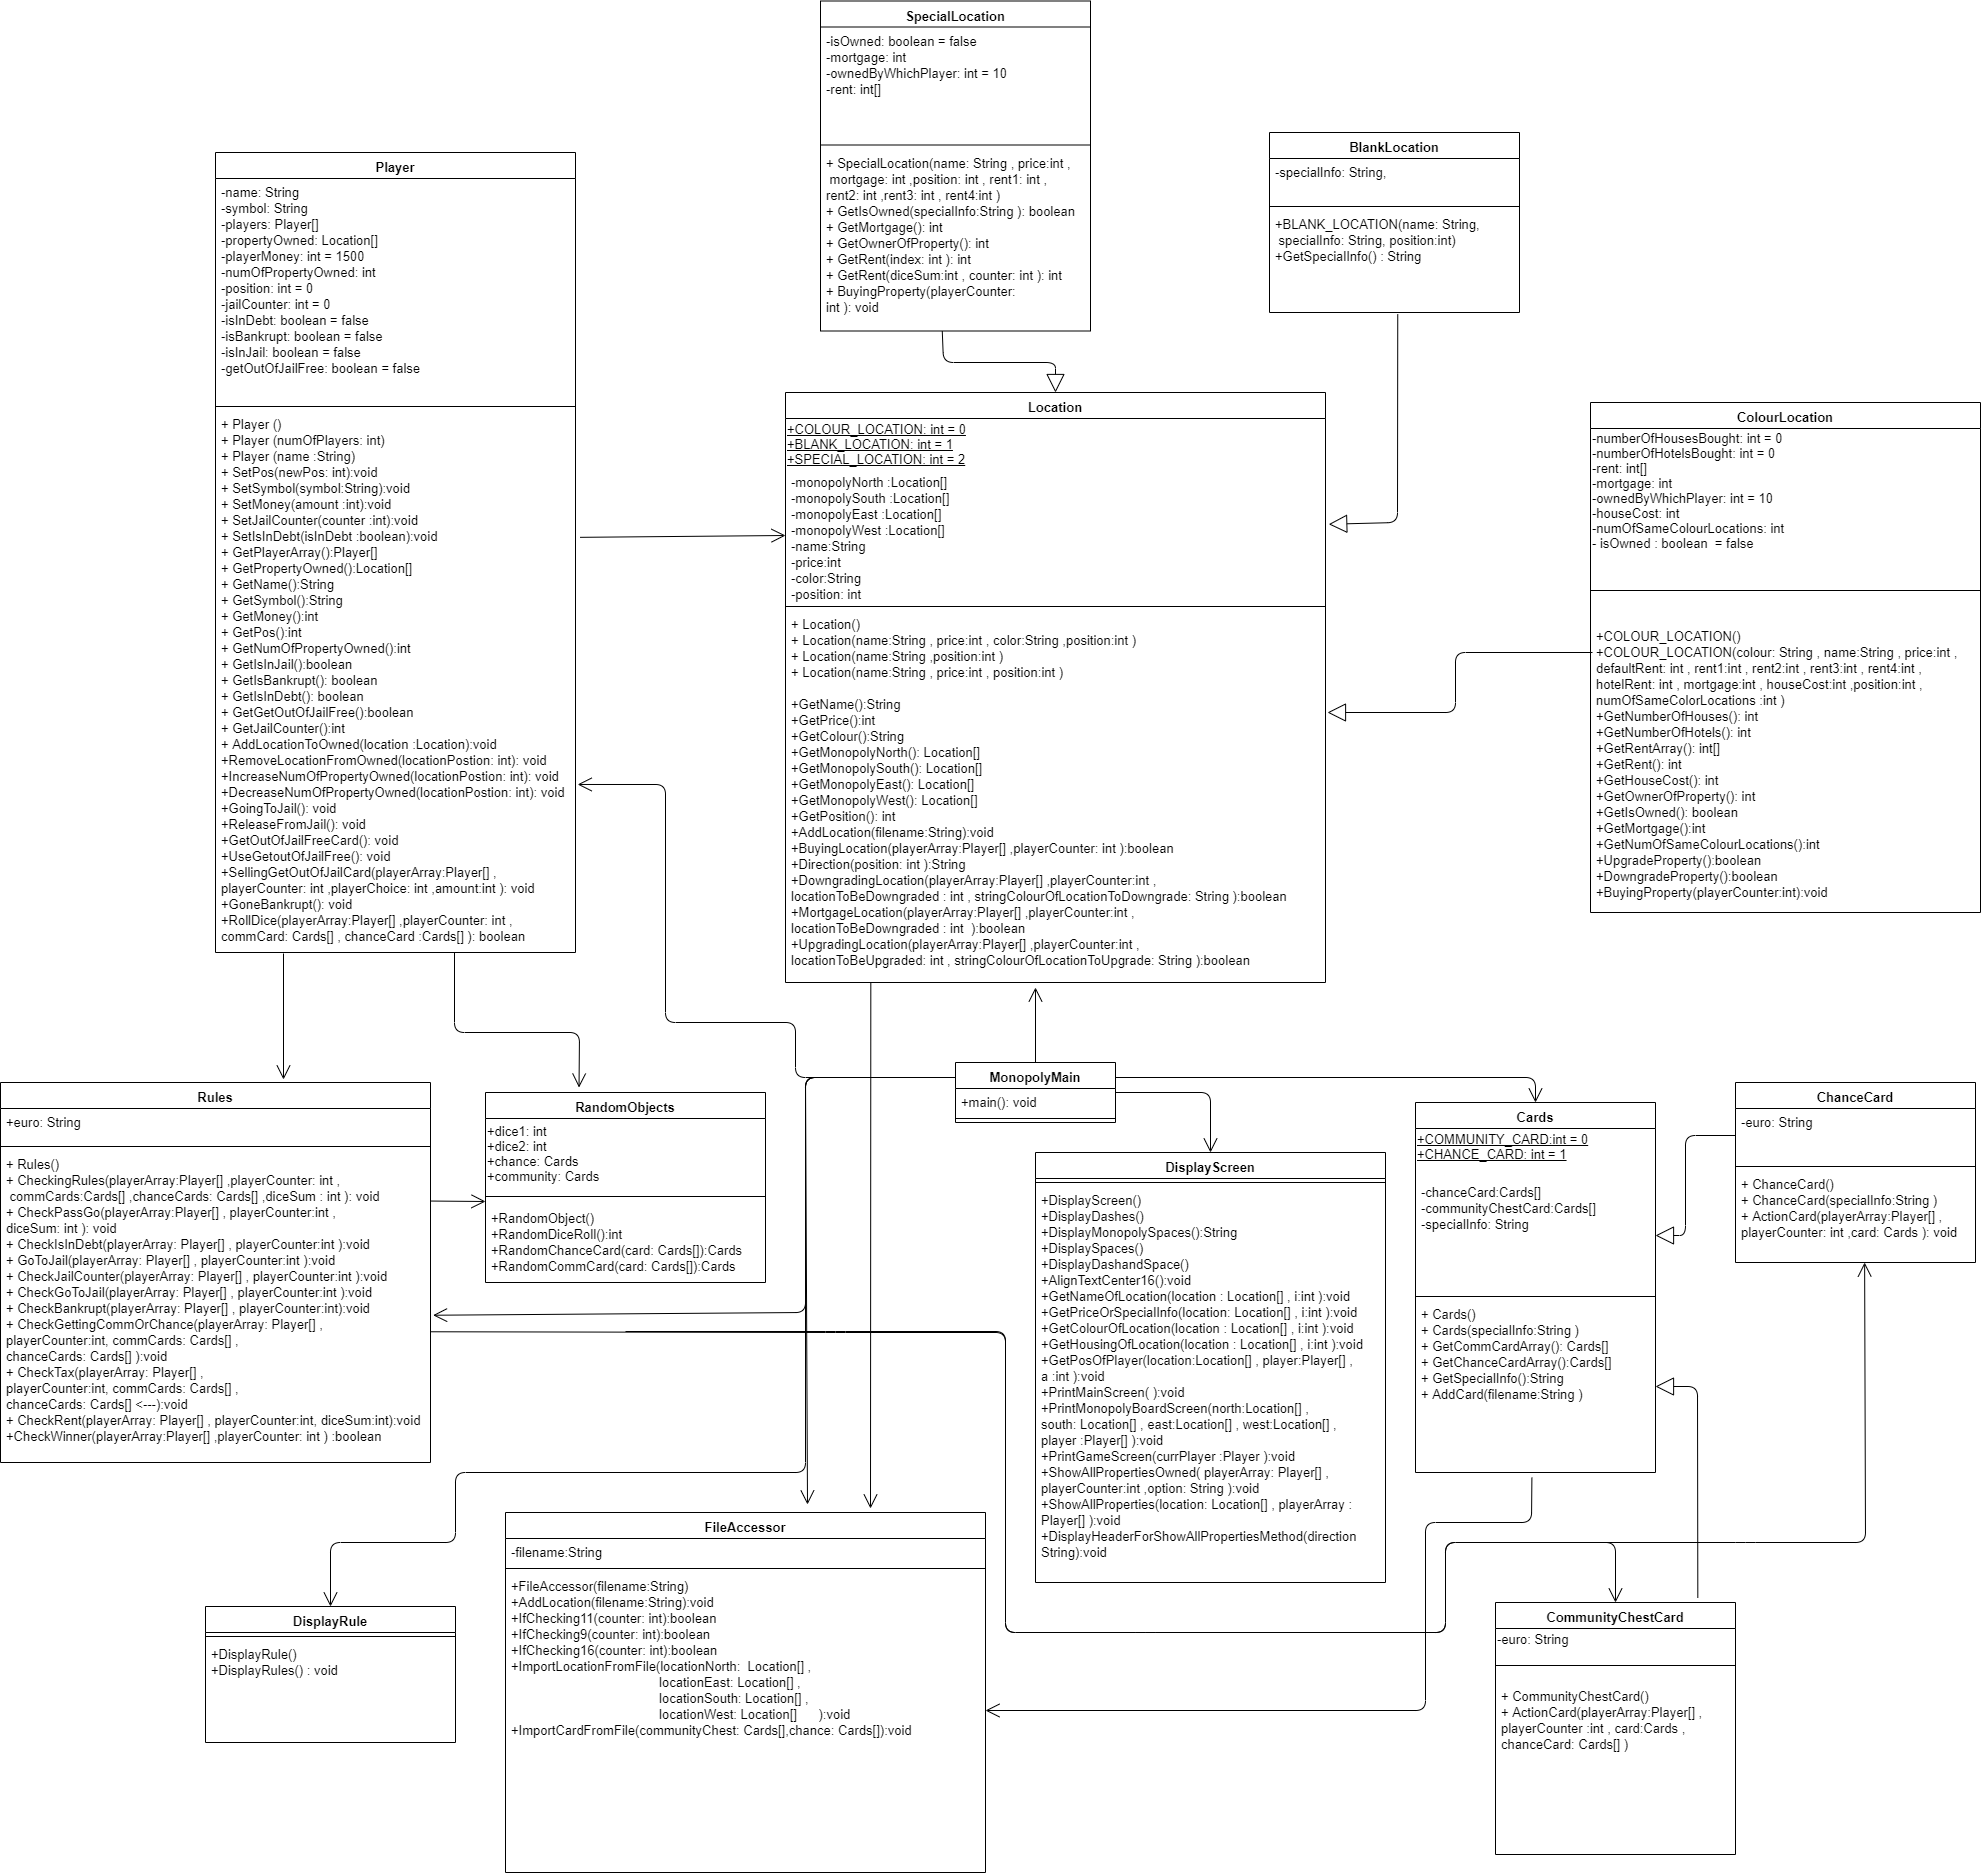 SpecialLocation
-isOwned: boolean = false
-mortgage: int
-ownedByWhichPlayer: int = 10
-rent: int[]
+ SpecialLocation(name: String , price:int ,
mortgage: int ,position: int , rent1: int ,
rent2: int ,rent3: int , rent4:int )
+ GetIsOwned(specialInfo:String ): boolean
+ GetMortgage(): int
+ GetOwnerOfProperty(): int
+ GetRent(index: int ): int
+ GetRent(diceSum:int , counter: int ): int
+ BuyingProperty(playerCounter:
int ): void
BlankLocation
-specialInfo: String,
+BLANK_LOCATION(name: String,
specialInfo: String, position:int)
+GetSpecialInfo() : String
Player
-name: String
-symbol: String
-players: Player[]
-propertyOwned: Location[]
-playerMoney: int = 1500
-numOfPropertyOwned: int
-position: int = 0
-jailCounter: int = 0
-isInDebt: boolean = false
-isBankrupt: boolean = false
-isInJail: boolean = false
-getOutOfJailFree: boolean = false
+ Player ()
+ Player (numOfPlayers: int)
+ Player (name :String)
+ SetPos(newPos: int):void
+ SetSymbol(symbol:String):void
+ SetMoney(amount :int):void
+ SetJailCounter(counter :int):void
+ SetIsInDebt(isInDebt :boolean):void
+ GetPlayerArray():Player[]
+ GetPropertyOwned():Location[]
+ GetName():String
+ GetSymbol():String
+ GetMoney():int
+ GetPos():int
+ GetNumOfPropertyOwned():int
+ GetIsInJail():boolean
+ GetIsBankrupt(): boolean
+ GetIsInDebt(): boolean
+ GetGetOutOfJailFree():boolean
+ GetJailCounter():int
+ AddLocationToOwned(location :Location):void
+RemoveLocationFromOwned(locationPostion: int): void
+IncreaseNumOfPropertyOwned(locationPostion: int): void
+DecreaseNumOfPropertyOwned(locationPostion: int): void
+GoingToJail(): void
+ReleaseFromJail(): void
+GetOutOfJailFreeCard(): void
+UseGetoutOfJailFree(): void
+SellingGetOutOfJailCard(playerArray:Player[] ,
playerCounter: int ,playerChoice: int ,amount:int ): void
+GoneBankrupt(): void
+RollDice(playerArray:Player[] ,playerCounter: int ,
commCard: Cards[] , chanceCard :Cards[] ): boolean
Location
+COLOUR_LOCATION: int = 0
+BLANK_LOCATION: int = 1
+SPECIAL_LOCATION: int = 2
-monopolyNorth :Location[]
-monopolySouth :Location[]
-monopolyEast :Location[]
-monopolyWest :Location[]
-name:String
-price:int
-color:String
-position: int
+ Location()
+ Location(name:String , price:int , color:String ,position:int )
+ Location(name:String ,position:int )
+ Location(name:String , price:int , position:int )
+GetName():String
+GetPrice():int
+GetColour():String
+GetMonopolyNorth(): Location[]
+GetMonopolySouth(): Location[]
+GetMonopolyEast(): Location[]
+GetMonopolyWest(): Location[]
+GetPosition(): int
+AddLocation(filename:String):void
+BuyingLocation(playerArray:Player[] ,playerCounter: int ):boolean
+Direction(position: int ):String
+DowngradingLocation(playerArray:Player[] ,playerCounter:int ,
locationToBeDowngraded : int , stringColourOfLocationToDowngrade: String ):boolean
+MortgageLocation(playerArray:Player[] ,playerCounter:int ,
locationToBeDowngraded : int ):boolean
+UpgradingLocation(playerArray:Player[] ,playerCounter:int ,
locationToBeUpgraded: int , stringColourOfLocationToUpgrade: String ):boolean
ColourLocation
-numberOfHousesBought: int = 0
-numberOfHotelsBought: int = 0
-rent: int[]
-mortgage: int
-ownedByWhichPlayer: int = 10
-houseCost: int
-numOfSameColourLocations: int
- isOwned : boolean = false
+COLOUR_LOCATION()
+COLOUR_LOCATION(colour: String , name:String , price:int ,
defaultRent: int , rent1:int , rent2:int , rent3:int , rent4:int ,
hotelRent: int , mortgage:int , houseCost:int ,position:int ,
numOfSameColorLocations :int )
+GetNumberOfHouses(): int
+GetNumberOfHotels(): int
+GetRentArray(): int[]
+GetRent(): int
+GetHouseCost(): int
+GetOwnerOfProperty(): int
+GetIsOwned(): boolean
+GetMortgage():int
+GetNumOfSameColourLocations():int
+UpgradeProperty():boolean
+DowngradeProperty():boolean
+BuyingProperty(playerCounter:int):void
MonopolyMain
+main(): void
Rules
+euro: String
+ Rules()
+ CheckingRules(playerArray:Player[] ,playerCounter: int ,
commCards:Cards[] ,chanceCards: Cards[] ,diceSum : int ): void
+ CheckPassGo(playerArray:Player[] , playerCounter:int ,
diceSum: int ): void
+ CheckIsInDebt(playerArray: Player[] , playerCounter:int ):void
+ GoToJail(playerArray: Player[] , playerCounter:int ):void
+ CheckJailCounter(playerArray: Player[] , playerCounter:int ):void
+ CheckGoToJail(playerArray: Player[] , playerCounter:int ):void
+ CheckBankrupt(playerArray: Player[] , playerCounter:int):void
+ CheckGettingCommOrChance(playerArray: Player[] ,
playerCounter:int, commCards: Cards[] ,
chanceCards: Cards[] ):void
+ CheckTax(playerArray: Player[] ,
playerCounter:int, commCards: Cards[] ,
chanceCards: Cards[] <---):void
+ CheckRent(playerArray: Player[] , playerCounter:int, diceSum:int):void
+CheckWinner(playerArray:Player[] ,playerCounter: int ) :boolean
RandomObjects
+dice1: int
+dice2: int
+chance: Cards
+community: Cards
+RandomObject()
+RandomDiceRoll():int
+RandomChanceCard(card: Cards[]):Cards
+RandomCommCard(card: Cards[]):Cards
DisplayScreen
+DisplayScreen()
+DisplayDashes()
+DisplayMonopolySpaces():String
+DisplaySpaces()
+DisplayDashandSpace()
+AlignTextCenter16():void
+GetNameOfLocation(location : Location[] , i:int ):void
+GetPriceOrSpecialInfo(location: Location[] , i:int ):void
+GetColourOfLocation(location : Location[] , i:int ):void
+GetHousingOfLocation(location : Location[] , i:int ):void
+GetPosOfPlayer(location:Location[] , player:Player[] ,
a :int ):void
+PrintMainScreen( ):void
+PrintMonopolyBoardScreen(north:Location[] ,
south: Location[] , east:Location[] , west:Location[] ,
player :Player[] ):void
+PrintGameScreen(currPlayer :Player ):void
+ShowAllPropertiesOwned( playerArray: Player[] ,
playerCounter:int ,option: String ):void
+ShowAllProperties(location: Location[] , playerArray :
Player[] ):void
+DisplayHeaderForShowAllPropertiesMethod(direction
String):void
Cards
+COMMUNITY_CARD:int = 0
+CHANCE_CARD: int = 1
-chanceCard:Cards[]
-communityChestCard:Cards[]
-specialInfo: String
+ Cards()
+ Cards(specialInfo:String )
+ GetCommCardArray(): Cards[]
+ GetChanceCardArray():Cards[]
+ GetSpecialInfo():String
+ AddCard(filename:String )
ChanceCard
-euro: String
+ ChanceCard()
+ ChanceCard(specialInfo:String )
+ ActionCard(playerArray:Player[] ,
playerCounter: int ,card: Cards ): void
FileAccessor
-filename:String
+FileAccessor(filename:String)
+AddLocation(filename:String):void
+IfChecking11(counter: int):boolean
+IfChecking9(counter: int):boolean
+IfChecking16(counter: int):boolean
+ImportLocationFromFile(locationNorth: Location[] ,
locationEast: Location[] ,
locationSouth: Location[] ,
locationWest: Location[] ):void
+ImportCardFromFile(communityChest: Cards[],chance: Cards[]):void
DisplayRule
+DisplayRule()
+DisplayRules() : void
CommunityChestCard
-euro: String
+ CommunityChestCard()
+ ActionCard(playerArray:Player[] ,
playerCounter :int , card:Cards ,
chanceCard: Cards[] )